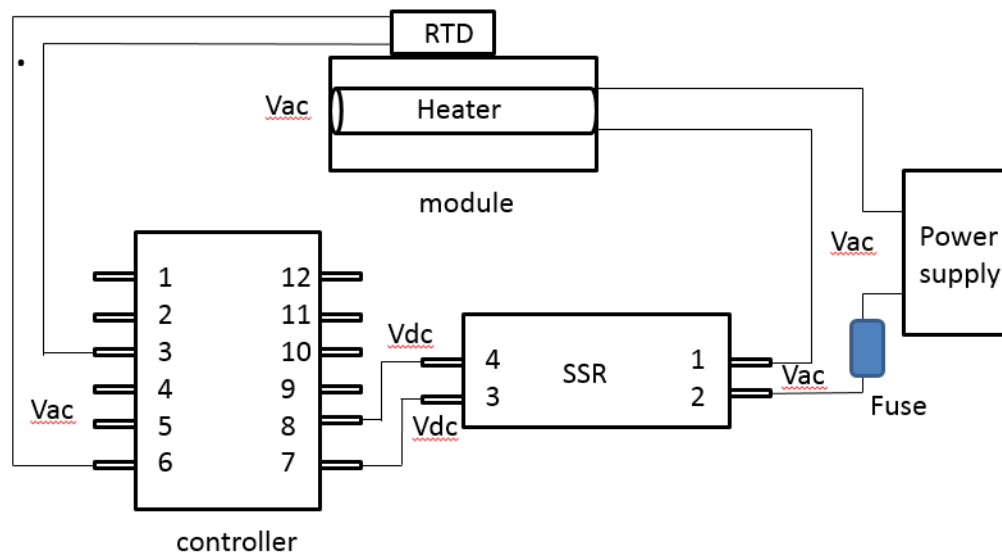 RTD
Vac
Heater
module
Vac
Power
supply
1
12
2
11
3
10
4
9
Vac
5
8
6
7
controller
Vdc
4
3
SSR
1
2
Vdc
Vac
Fuse